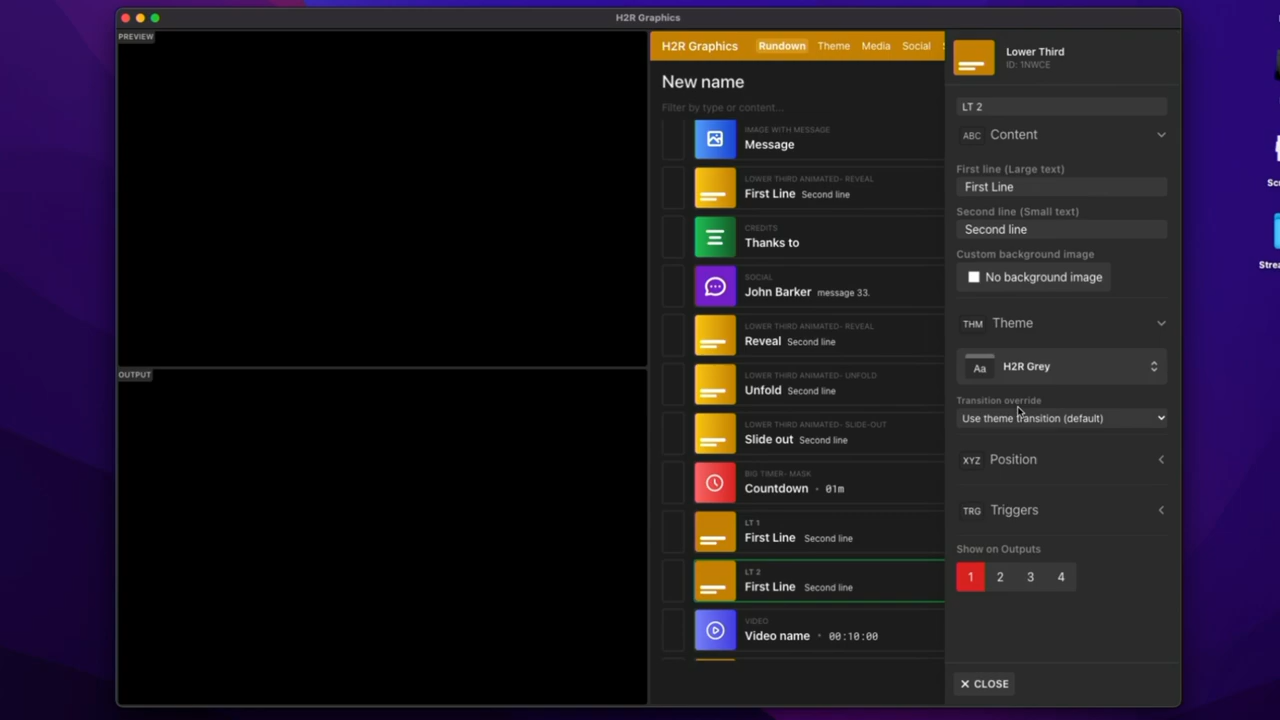 H2R Graphics
PREVIEW
OUTPUT
H2R Graphics Rundown Theme Media Social
New name
Filter by type or content...
IMAGE WITH MESSAGE
Message
LOWER THIRD ANIMATED- REVEAL
First Line Second line
CREDITS
Thanks to
SOCIAL
John Barker message 33.
LOWER THIRD ANIMATED- REVEAL
Reveal Second line
LOWER THIRD ANIMATED- UNFOLD
Unfold Second line
LOWER THIRD ANIMATED- SLIDE-OUT
Slide out Second line
BIG TIMER- MASK
Countdown • 01m
LT 1
First Line Second line
LT 2
First Line Second line
VIDEO
Video name • 00:10:00
Lower Third
ID: 1NWCE
LT 2
ABC Content
First line (Large text)
First Line
Second line (Small text)
Second line
Custom background image
No background image
THM Theme
Aa H2R Grey
Transition override
Use theme transition (default)
XYZ Position
TRG Triggers
Show on Outputs
1 2 3 4
✕ CLOSE